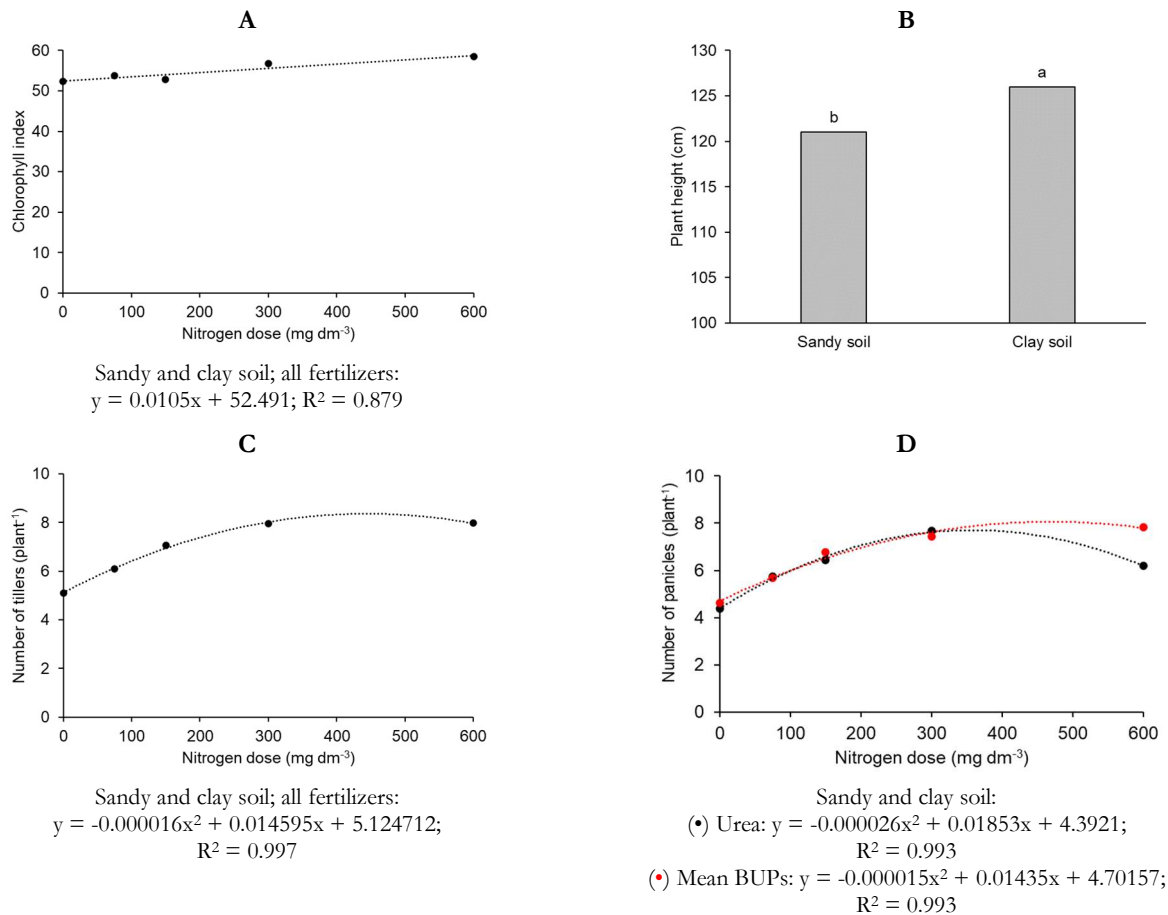 A
60
50
40
30
20
10
0
Chlorophyll index
0 100 200 300 400 500 600
Nitrogen dose (mg dm⁻³)
Sandy and clay soil; all fertilizers:
y = 0.0105x + 52.491; R² = 0.879
B
130
125
120
115
110
105
100
Plant height (cm)
b
a
Sandy soil Clay soil
C
10
8
6
4
2
0
Number of tillers (plant⁻¹)
0 100 200 300 400 500 600
Nitrogen dose (mg dm⁻³)
Sandy and clay soil; all fertilizers:
y = -0.000016x² + 0.014595x + 5.124712;
R² = 0.997
D
10
8
6
4
2
0
Number of panicles (plant⁻¹)
0 100 200 300 400 500 600
Nitrogen dose (mg dm⁻³)
Sandy and clay soil:
(•) Urea: y = -0.000026x² + 0.01853x + 4.3921;
R² = 0.993
(•) Mean BUPs: y = -0.000015x² + 0.01435x + 4.70157;
R² = 0.993